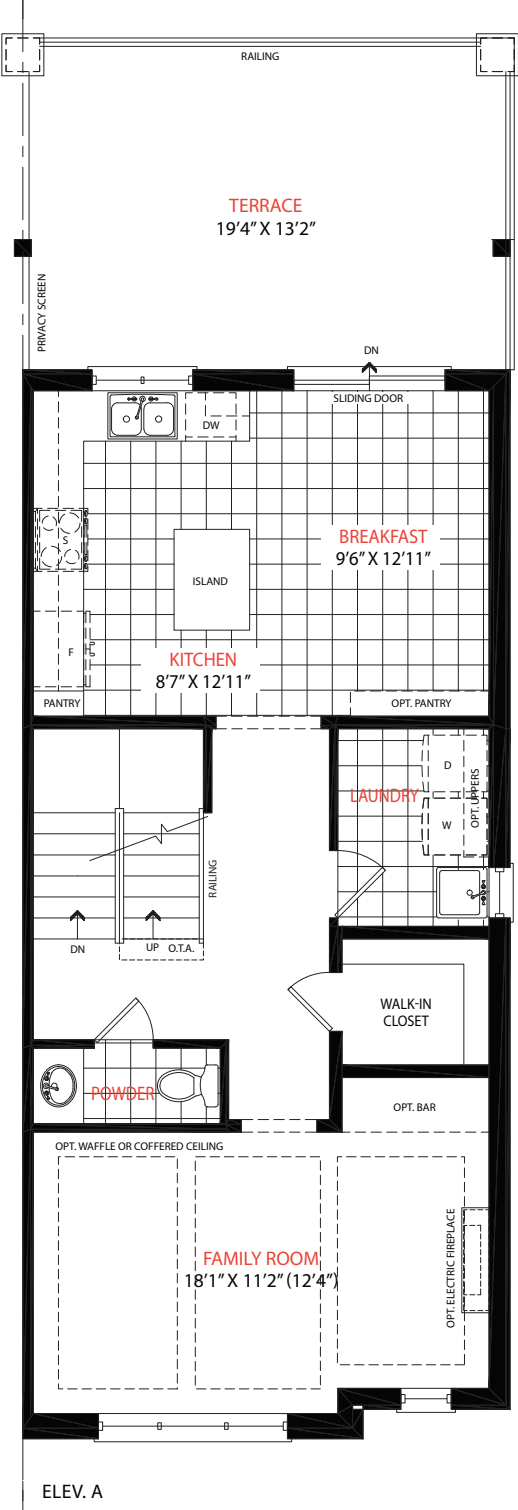 RAILING
TERRACE
19'4" X 13'2"
PRIVACY SCREEN
DN
SLIDING DOOR
DW
S
BREAKFAST
9'6" X 12'11"
ISLAND
F
KITCHEN
8'7" X 12'11"
PANTRY
OPT. PANTRY
D
LAUNDRY
OPT. UPPERS
W
RAILING
DN
UP
O.T.A.
WALK-IN
CLOSET
POWDER
OPT. BAR
OPT. WAFFLE OR COFFERED CEILING
OPT. ELECTRIC FIREPLACE
FAMILY ROOM
18'1" X 11'2" (12'4")
ELEV. A